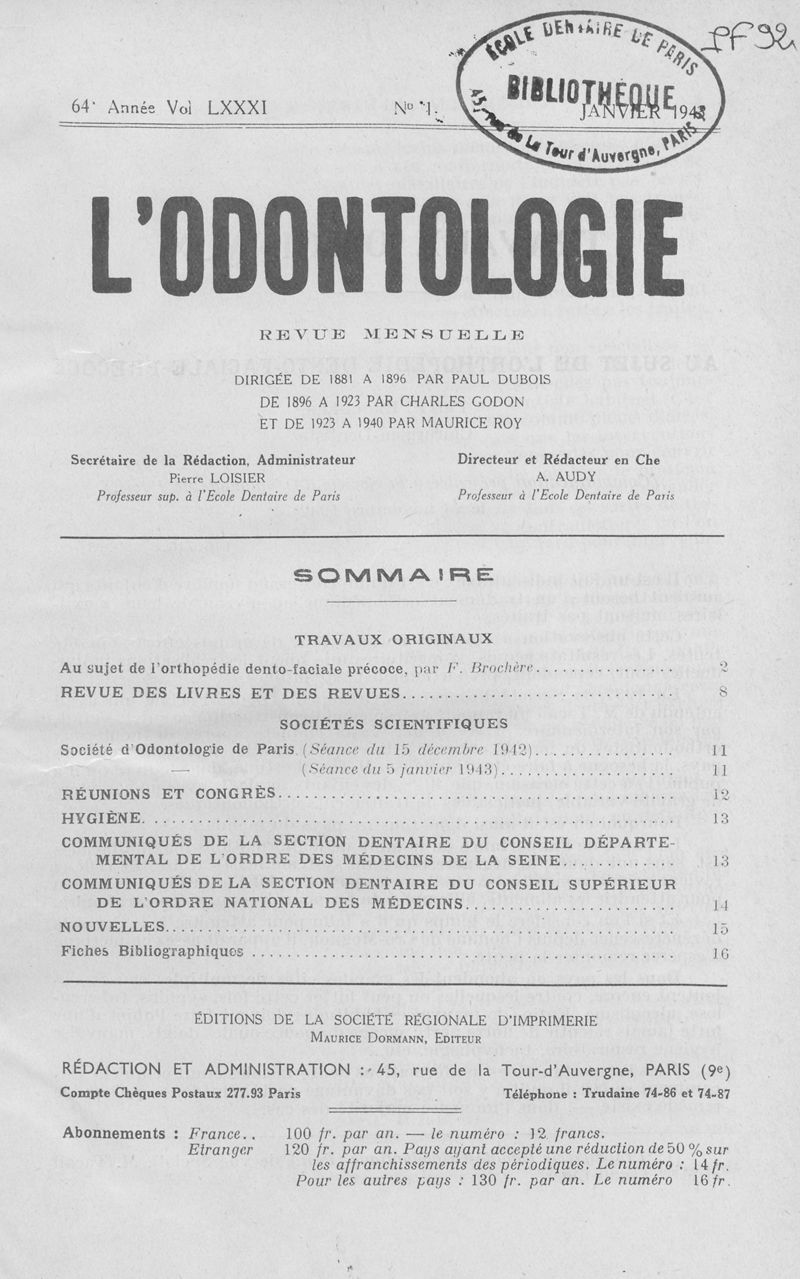 PF92
ECOLE DENTAIRE DE PARIS
BIBLIOTHÈQUE
45, Rue de La Tour d'Auvergne, PARIS
64e Année Vol LXXXI No 1. JANVIER 1943
L'ODONTOLOGIE
REVUE MENSUELLE
DIRIGÉE DE 1881 A 1896 PAR PAUL DUBOIS
DE 1896 A 1923 PAR CHARLES GODON
ET DE 1923 A 1940 PAR MAURICE ROY
Secrétaire de la Rédaction, Administrateur
Pierre LOISIER
Professeur sup. à l'Ecole Dentaire de Paris
Directeur et Rédacteur en Che
A. AUDY
Professeur à l'Ecole Dentaire de Paris
SOMMAIRE
TRAVAUX ORIGINAUX
Au sujet de l'orthopédie dento-faciale précoce, par F. Brochère................ 2
REVUE DES LIVRES ET DES REVUES............................... 8
SOCIÉTÉS SCIENTIFIQUES
Société d'Odontologie de Paris (Séance du 15 décembre 1942)................ 11
— (Séance du 5 janvier 1943).................... 11
RÉUNIONS ET CONGRÈS............................................. 12
HYGIÈNE............................................................. 13
COMMUNIQUÉS DE LA SECTION DENTAIRE DU CONSEIL DÉPARTE-
MENTAL DE L'ORDRE DES MÉDECINS DE LA SEINE............. 13
COMMUNIQUÉS DE LA SECTION DENTAIRE DU CONSEIL SUPÉRIEUR
DE L'ORDRE NATIONAL DES MÉDECINS........................ 14
NOUVELLES.......................................................... 15
Fiches Bibliographiques ................................................ 16
ÉDITIONS DE LA SOCIÉTÉ RÉGIONALE D'IMPRIMERIE
MAURICE DORMANN, EDITEUR
RÉDACTION ET ADMINISTRATION : 45, rue de la Tour-d'Auvergne, PARIS (9e)
Compte Chèques Postaux 277.93 Paris Téléphone : Trudaine 74-86 et 74-87
Abonnements : France.. 100 fr. par an. — le numéro : 12 francs.
Etranger 120 fr. par an. Pays ayant accepté une réduction de 50 % sur
les affranchissements des périodiques. Le numéro : 14 fr.
Pour les autres pays : 130 fr. par an. Le numéro 16 fr.